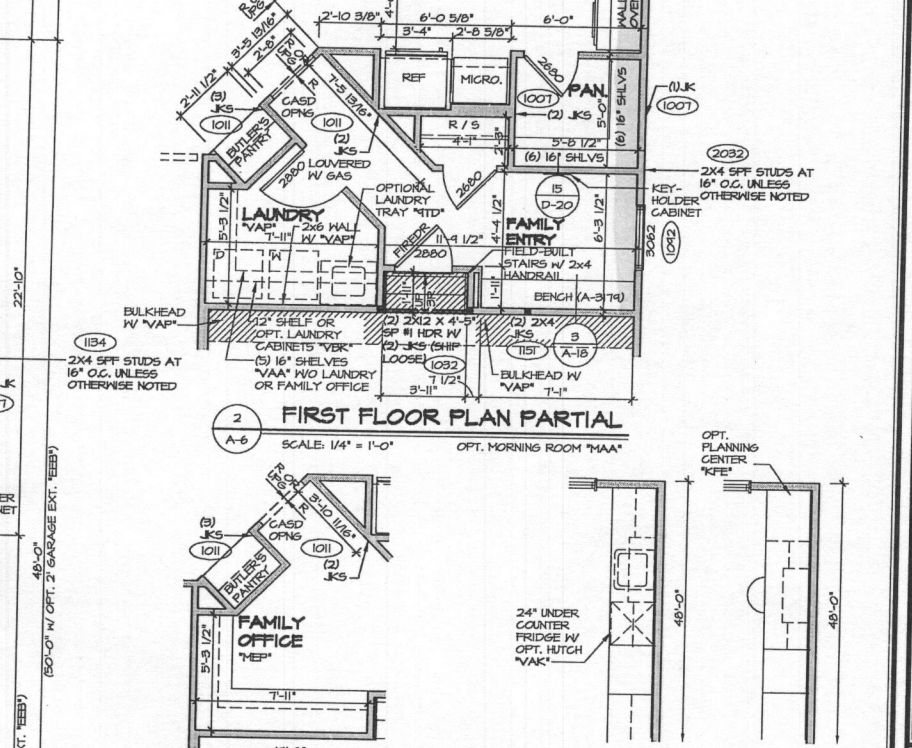 2'-10 3/8"
6'-0 5/8"
6'-0"
3'-4"
2'-8 5/8"
3'-5 13/16"
2'-8"
2'-11 1/2"
REF
MICRO.
2680
PAN.
1007
(1)JK
1007
(3)
JKS
1011
CASD
OPNG
1011
(2)
JKS
7'-5 13/16"
BUTLER'S
PANTRY
R / S
4'-1"
2'-3"
(2) JKS
5'-0"
(6) 16" SHLVS
5'-8 1/2"
(6) 16" SHLVS
2032
2X4 SPF STUDS AT
16" O.C. UNLESS
OTHERWISE NOTED
LOUVERED
W/ GAS
2880
2680
15
D-20
KEY-
HOLDER
CABINET
OPTIONAL
LAUNDRY
TRAY "9TD"
LAUNDRY
"VAP"
7'-11"
2x6 WALL
W/ "VAP"
5'-3 1/2"
D
W
FIREDR
2880
11-4 1/2"
4'-4 1/2"
FAMILY
ENTRY
6'-3 1/2"
3082
1092
FIELD-BUILT
STAIRS W/ 2x4
HANDRAIL
1'-11"
BENCH (A-3179)
22'-10"
BULKHEAD
W/ "VAP"
12" SHELF OR
OPT. LAUNDRY
CABINETS "VBK"
(5) 16" SHELVES
"VAA" W/O LAUNDRY
OR FAMILY OFFICE
(2) 2X12 X 4'-5"
SP #1 HDR W/
(2) JKS (SHIP
LOOSE)
1032
(2) 2X4
JKS
1151
3
A-18
BULKHEAD W/
"VAP"
7 1/2"
3'-11"
7'-1"
1134
2X4 SPF STUDS AT
16" O.C. UNLESS
OTHERWISE NOTED
JK
2
A-6
FIRST FLOOR PLAN PARTIAL
SCALE: 1/4" = 1'-0"
OPT. MORNING ROOM "MAA"
48'-0"
(50'-0" W/ OPT. 2' GARAGE EXT. "EEB")
CASD
OPNG
3'-10 11/16"
(3)
JKS
1011
1011
(2)
JKS
BUTLER'S
PANTRY
FAMILY
OFFICE
"MEP"
5'-3 1/2"
7'-11"
24" UNDER
COUNTER
FRIDGE W/
OPT. HUTCH
"VAK"
48'-0"
OPT.
PLANNING
CENTER
"KFE"
48'-0"